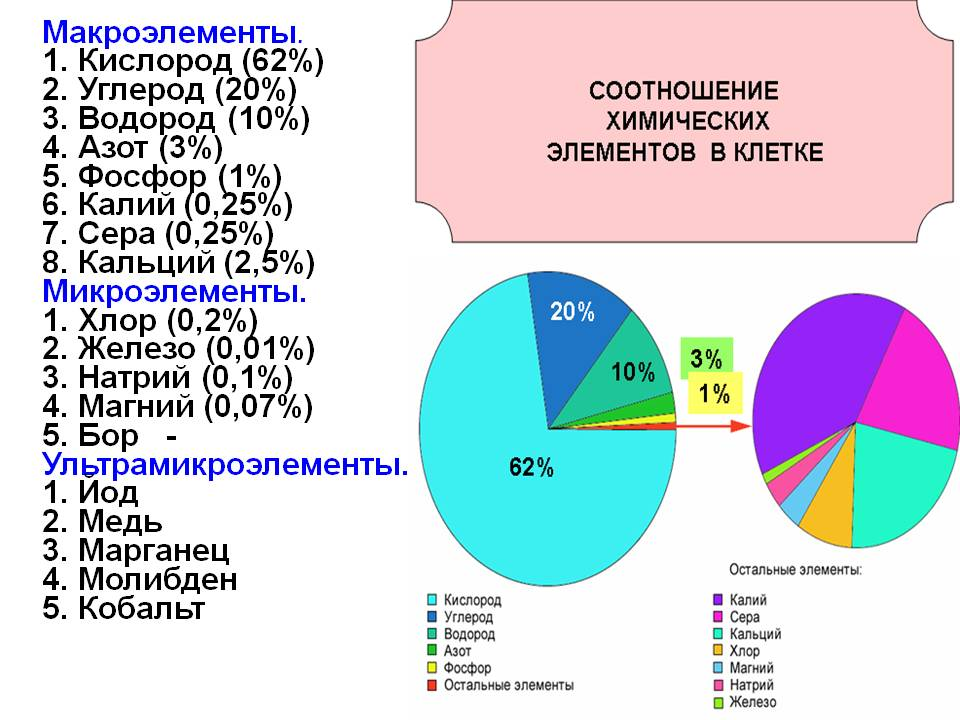 Макроэлементы.
1. Кислород (62%)
2. Углерод (20%)
3. Водород (10%)
4. Азот (3%)
5. Фосфор (1%)
6. Калий (0,25%)
7. Сера (0,25%)
8. Кальций (2,5%)
Микроэлементы.
1. Хлор (0,2%)
2. Железо (0,01%)
3. Натрий (0,1%)
4. Магний (0,07%)
5. Бор -
Ультрамикроэлементы.
1. Йод
2. Медь
3. Марганец
4. Молибден
5. Кобальт
СООТНОШЕНИЕ
ХИМИЧЕСКИХ
ЭЛЕМЕНТОВ В КЛЕТКЕ
20%
10%
3%
1%
62%
Кислород
Углерод
Водород
Азот
Фосфор
Остальные элементы
Остальные элементы:
Калий
Сера
Кальций
Хлор
Магний
Натрий
Железо